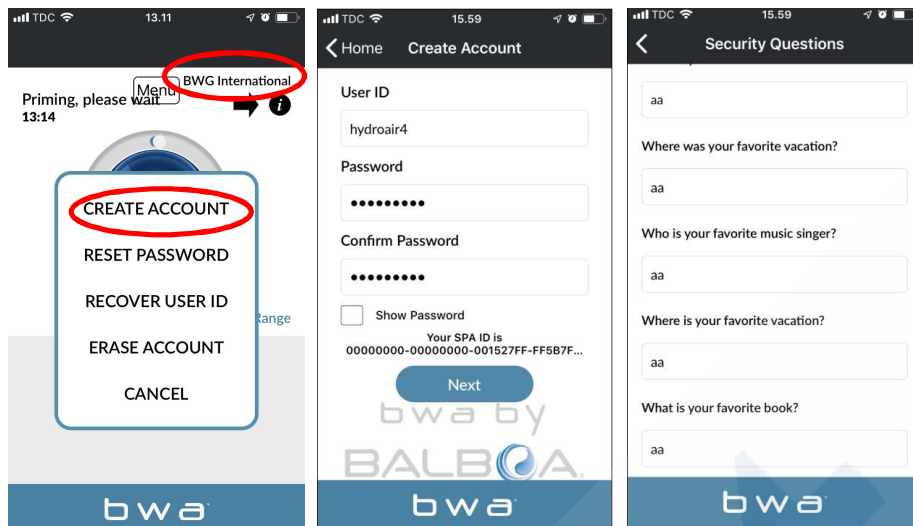 TDC 13.11
BWG International
Menu
Priming, please wait
13:14
CREATE ACCOUNT
RESET PASSWORD
RECOVER USER ID
Range
ERASE ACCOUNT
CANCEL
bwa
TDC 15.59
Home Create Account
User ID
hydroair4
Password
•••••••••
Confirm Password
•••••••••
Show Password
Your SPA ID is
00000000-00000000-001527FF-FF5B7F...
Next
bwa by
BALBOA
bwa
TDC 15.59
Security Questions
aa
Where was your favorite vacation?
aa
Who is your favorite music singer?
aa
Where is your favorite vacation?
aa
What is your favorite book?
aa
bwa